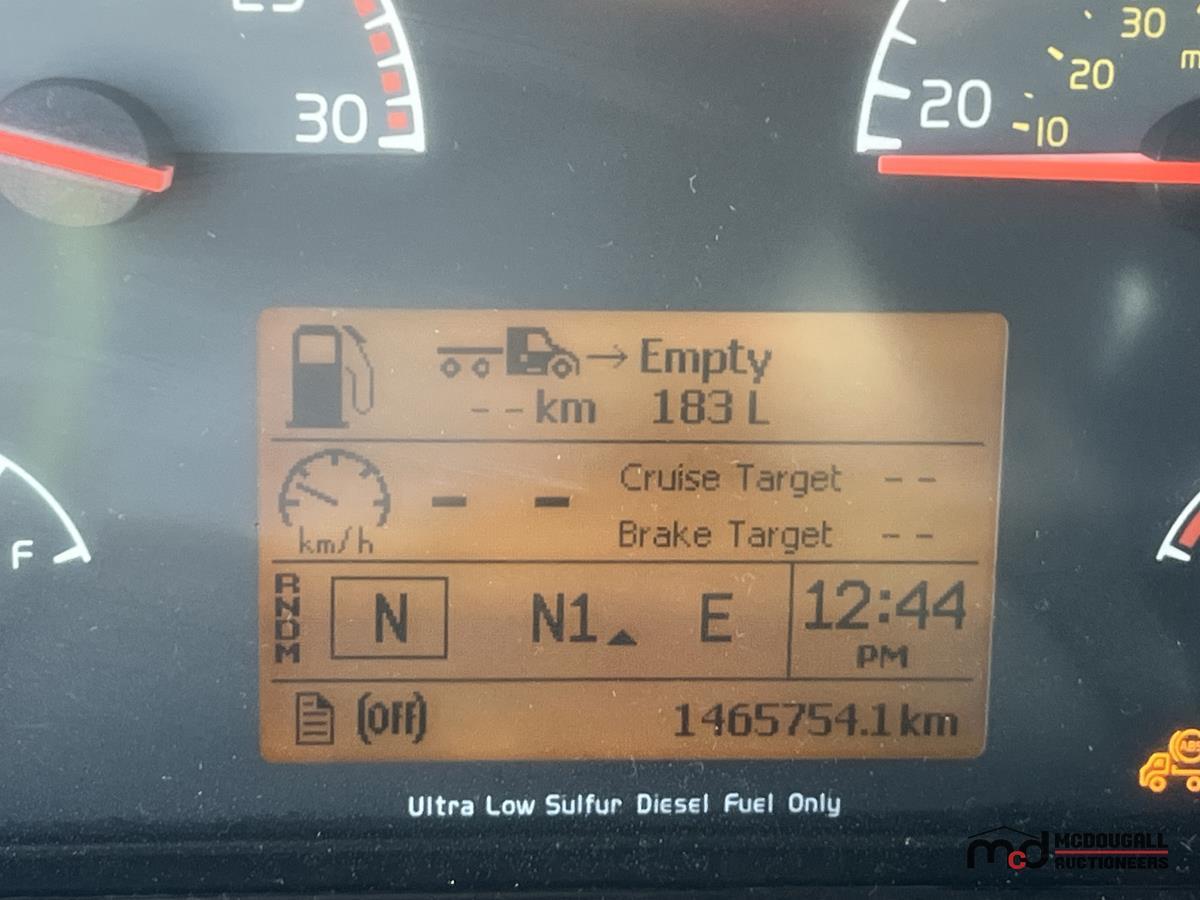 30
20
30
20
10
Empty
-- km 183 L
- - Cruise Target --
km/h Brake Target --
RNDM N N1 E 12:44
PM
(Off) 1465754.1 km
F
Ultra Low Sulfur Diesel Fuel Only
mcd MCDOUGALL
AUCTIONEERS